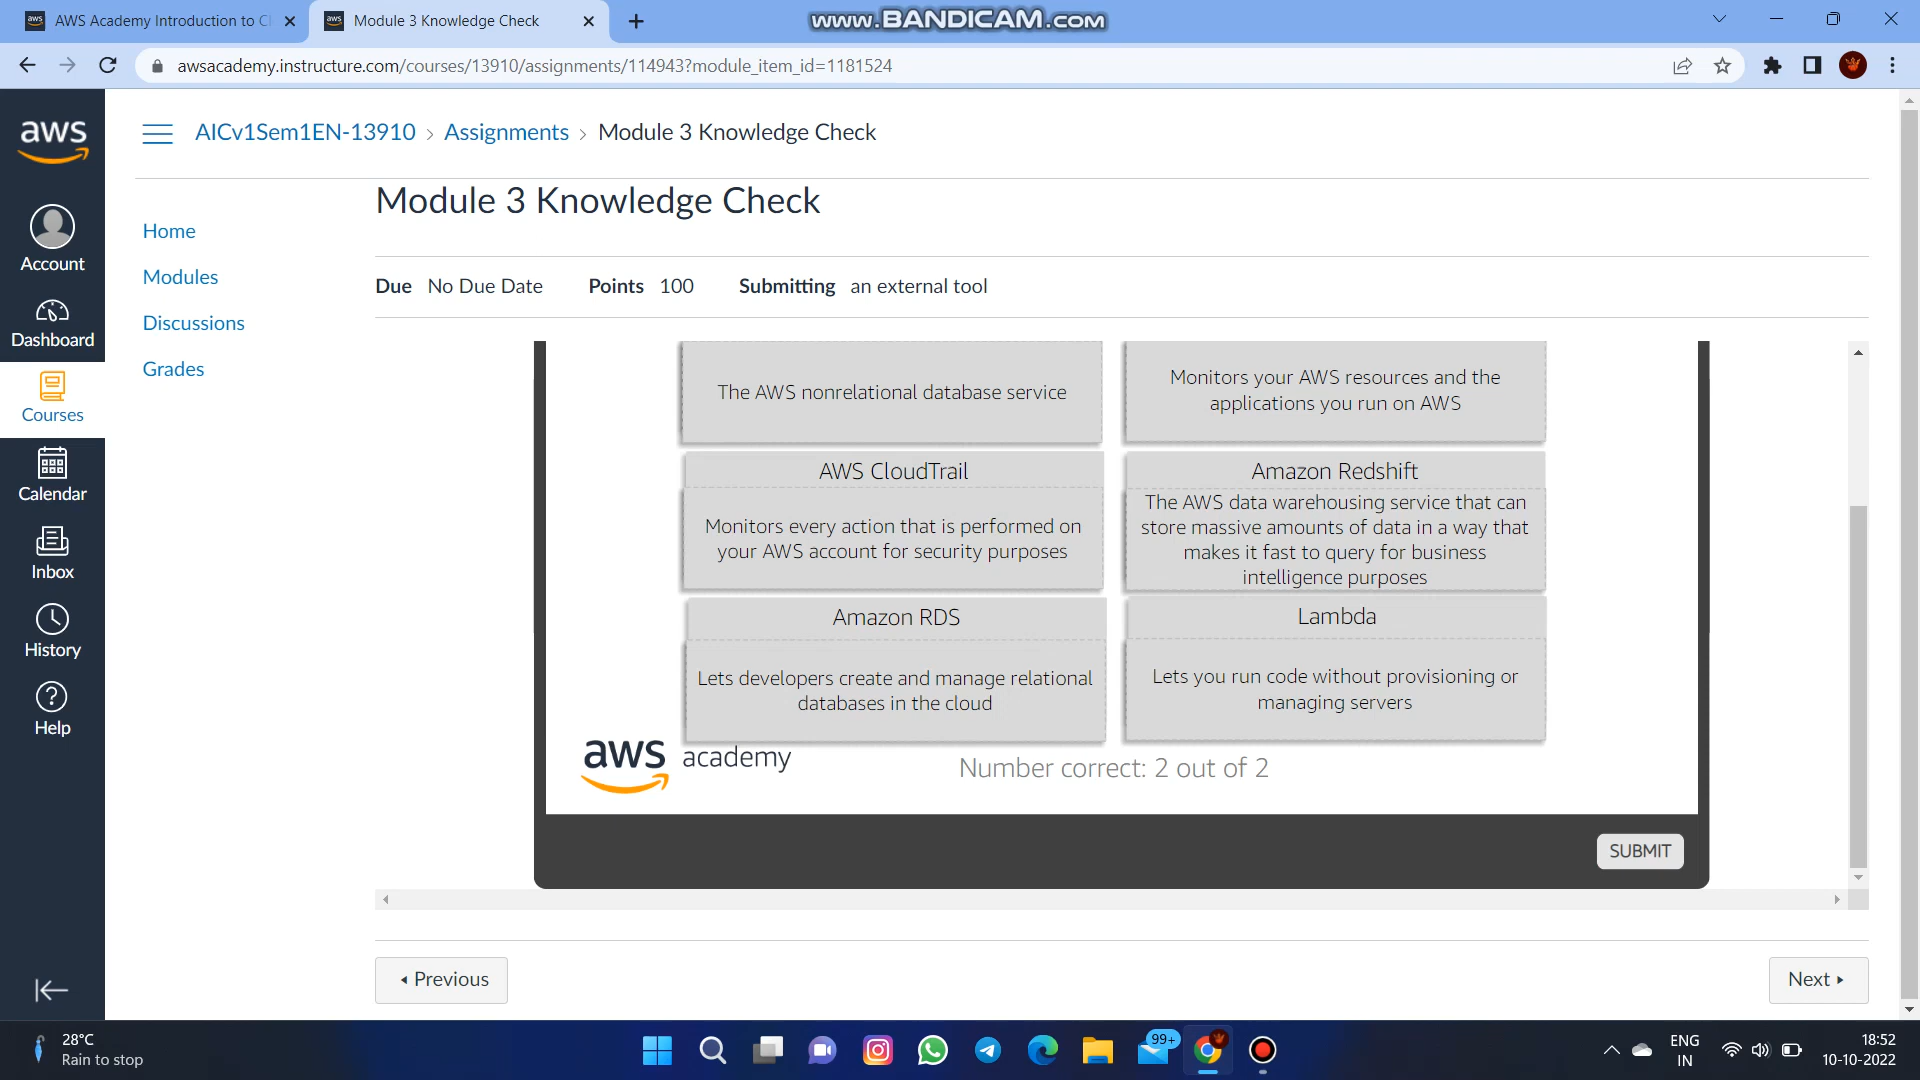 AWS Academy Introduction to Cl
Module 3 Knowledge Check
www.BANDICAM.com
awsacademy.instructure.com/courses/13910/assignments/114943?module_item_id=1181524
aws
AICv1Sem1EN-13910 › Assignments › Module 3 Knowledge Check
Account
Dashboard
Courses
Calendar
Inbox
History
Help
Home
Modules
Discussions
Grades
Module 3 Knowledge Check
Due No Due Date Points 100 Submitting an external tool
The AWS nonrelational database service
Monitors your AWS resources and the
applications you run on AWS
AWS CloudTrail
Monitors every action that is performed on
your AWS account for security purposes
Amazon Redshift
The AWS data warehousing service that can
store massive amounts of data in a way that
makes it fast to query for business
intelligence purposes
Amazon RDS
Lets developers create and manage relational
databases in the cloud
Lambda
Lets you run code without provisioning or
managing servers
aws academy
Number correct: 2 out of 2
SUBMIT
Previous
Next
28°C
Rain to stop
99+
ENG
IN
18:52
10-10-2022